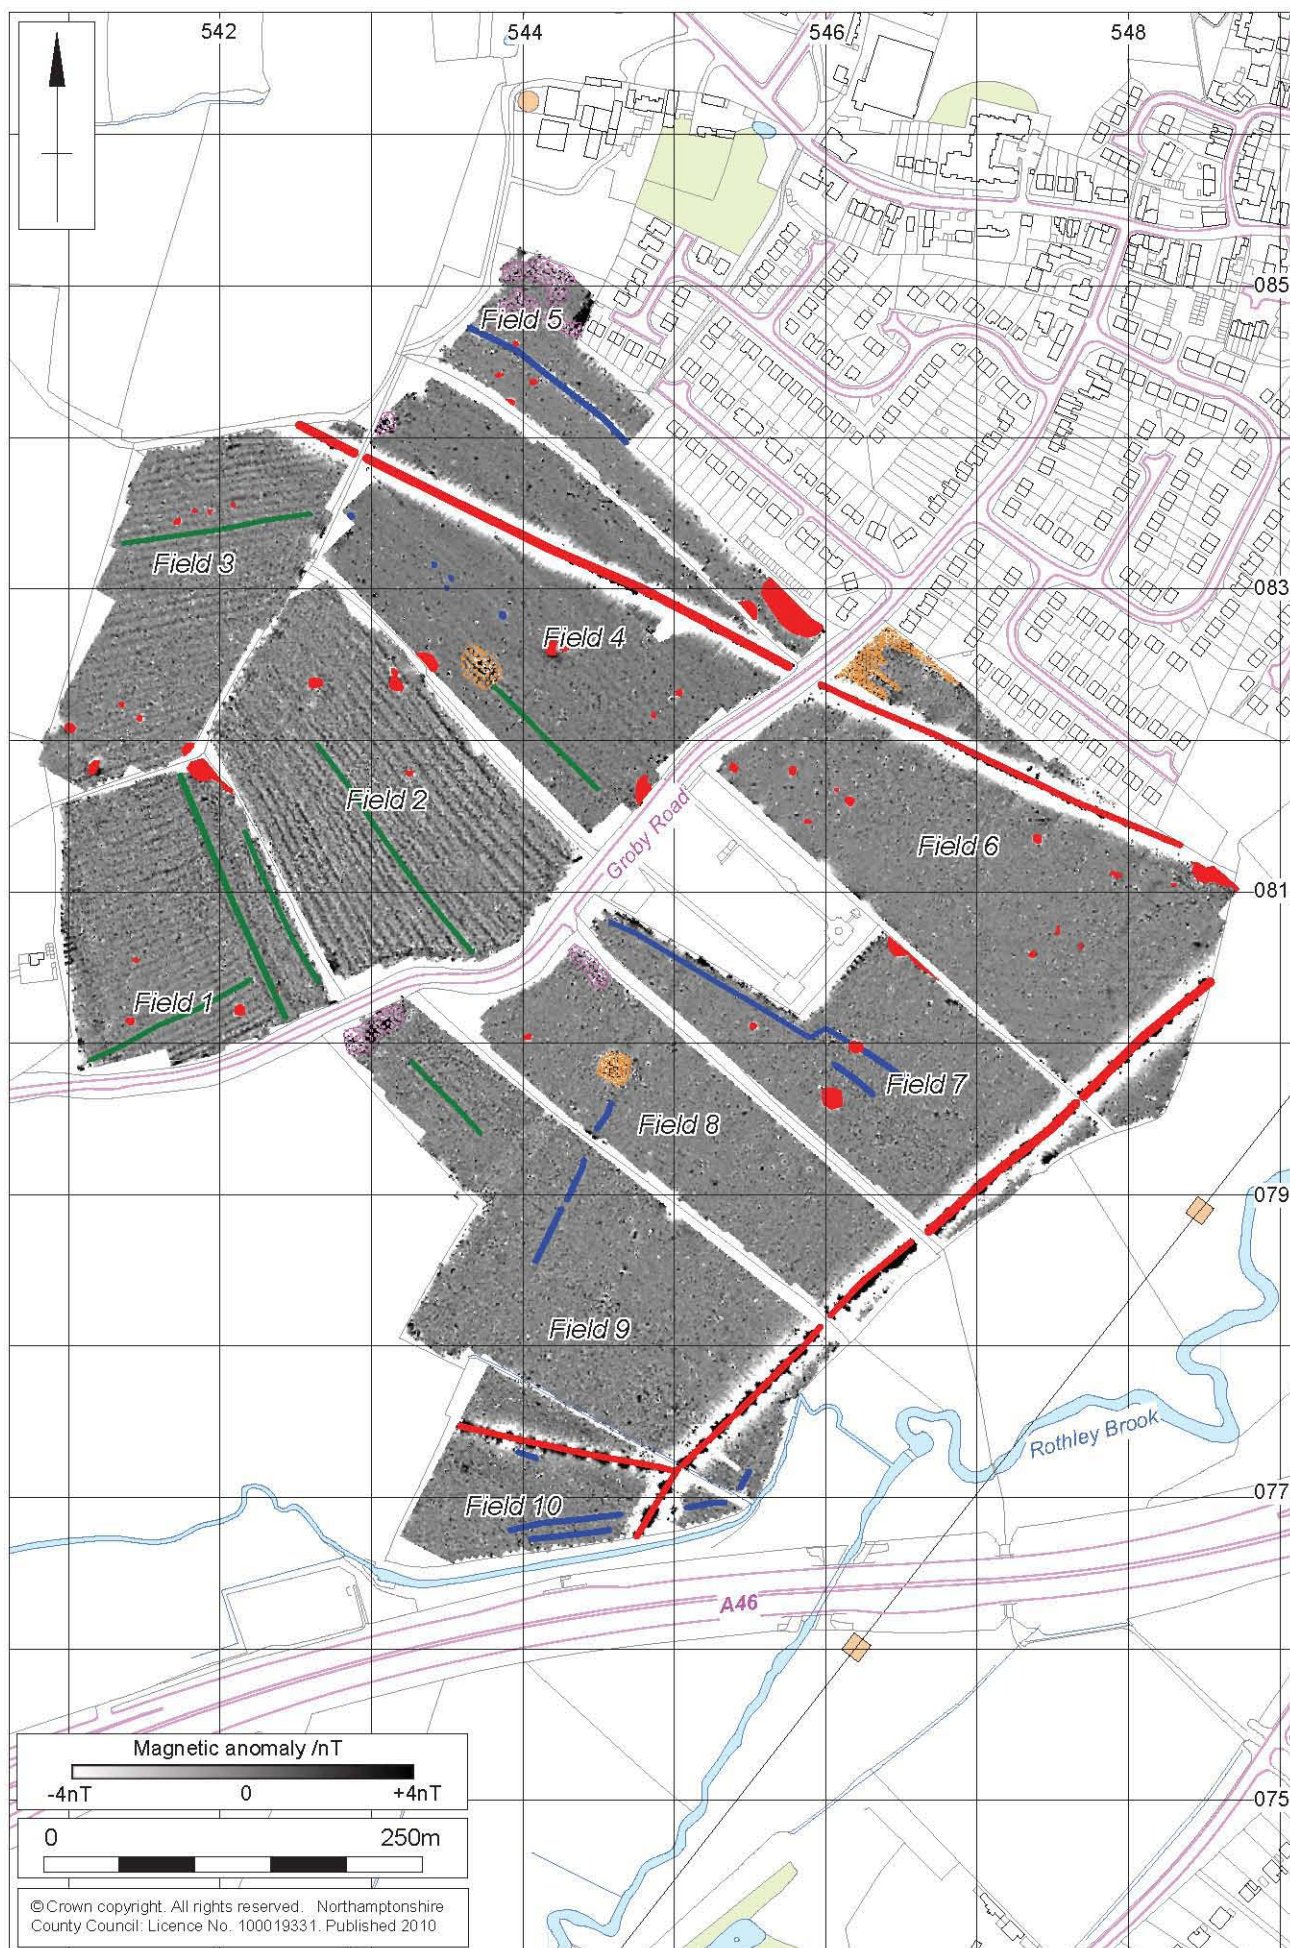 542
544
546
548
085
Field 5
Field 3
083
Field 4
Field 2
Groby Road
Field 6
081
Field 1
Field 7
Field 8
079
Field 9
Rothley Brook
077
Field 10
A46
075
Magnetic anomaly /nT
-4nT 0 +4nT
0 250m
© Crown copyright. All rights reserved. Northamptonshire
County Council: Licence No. 100019331. Published 2010